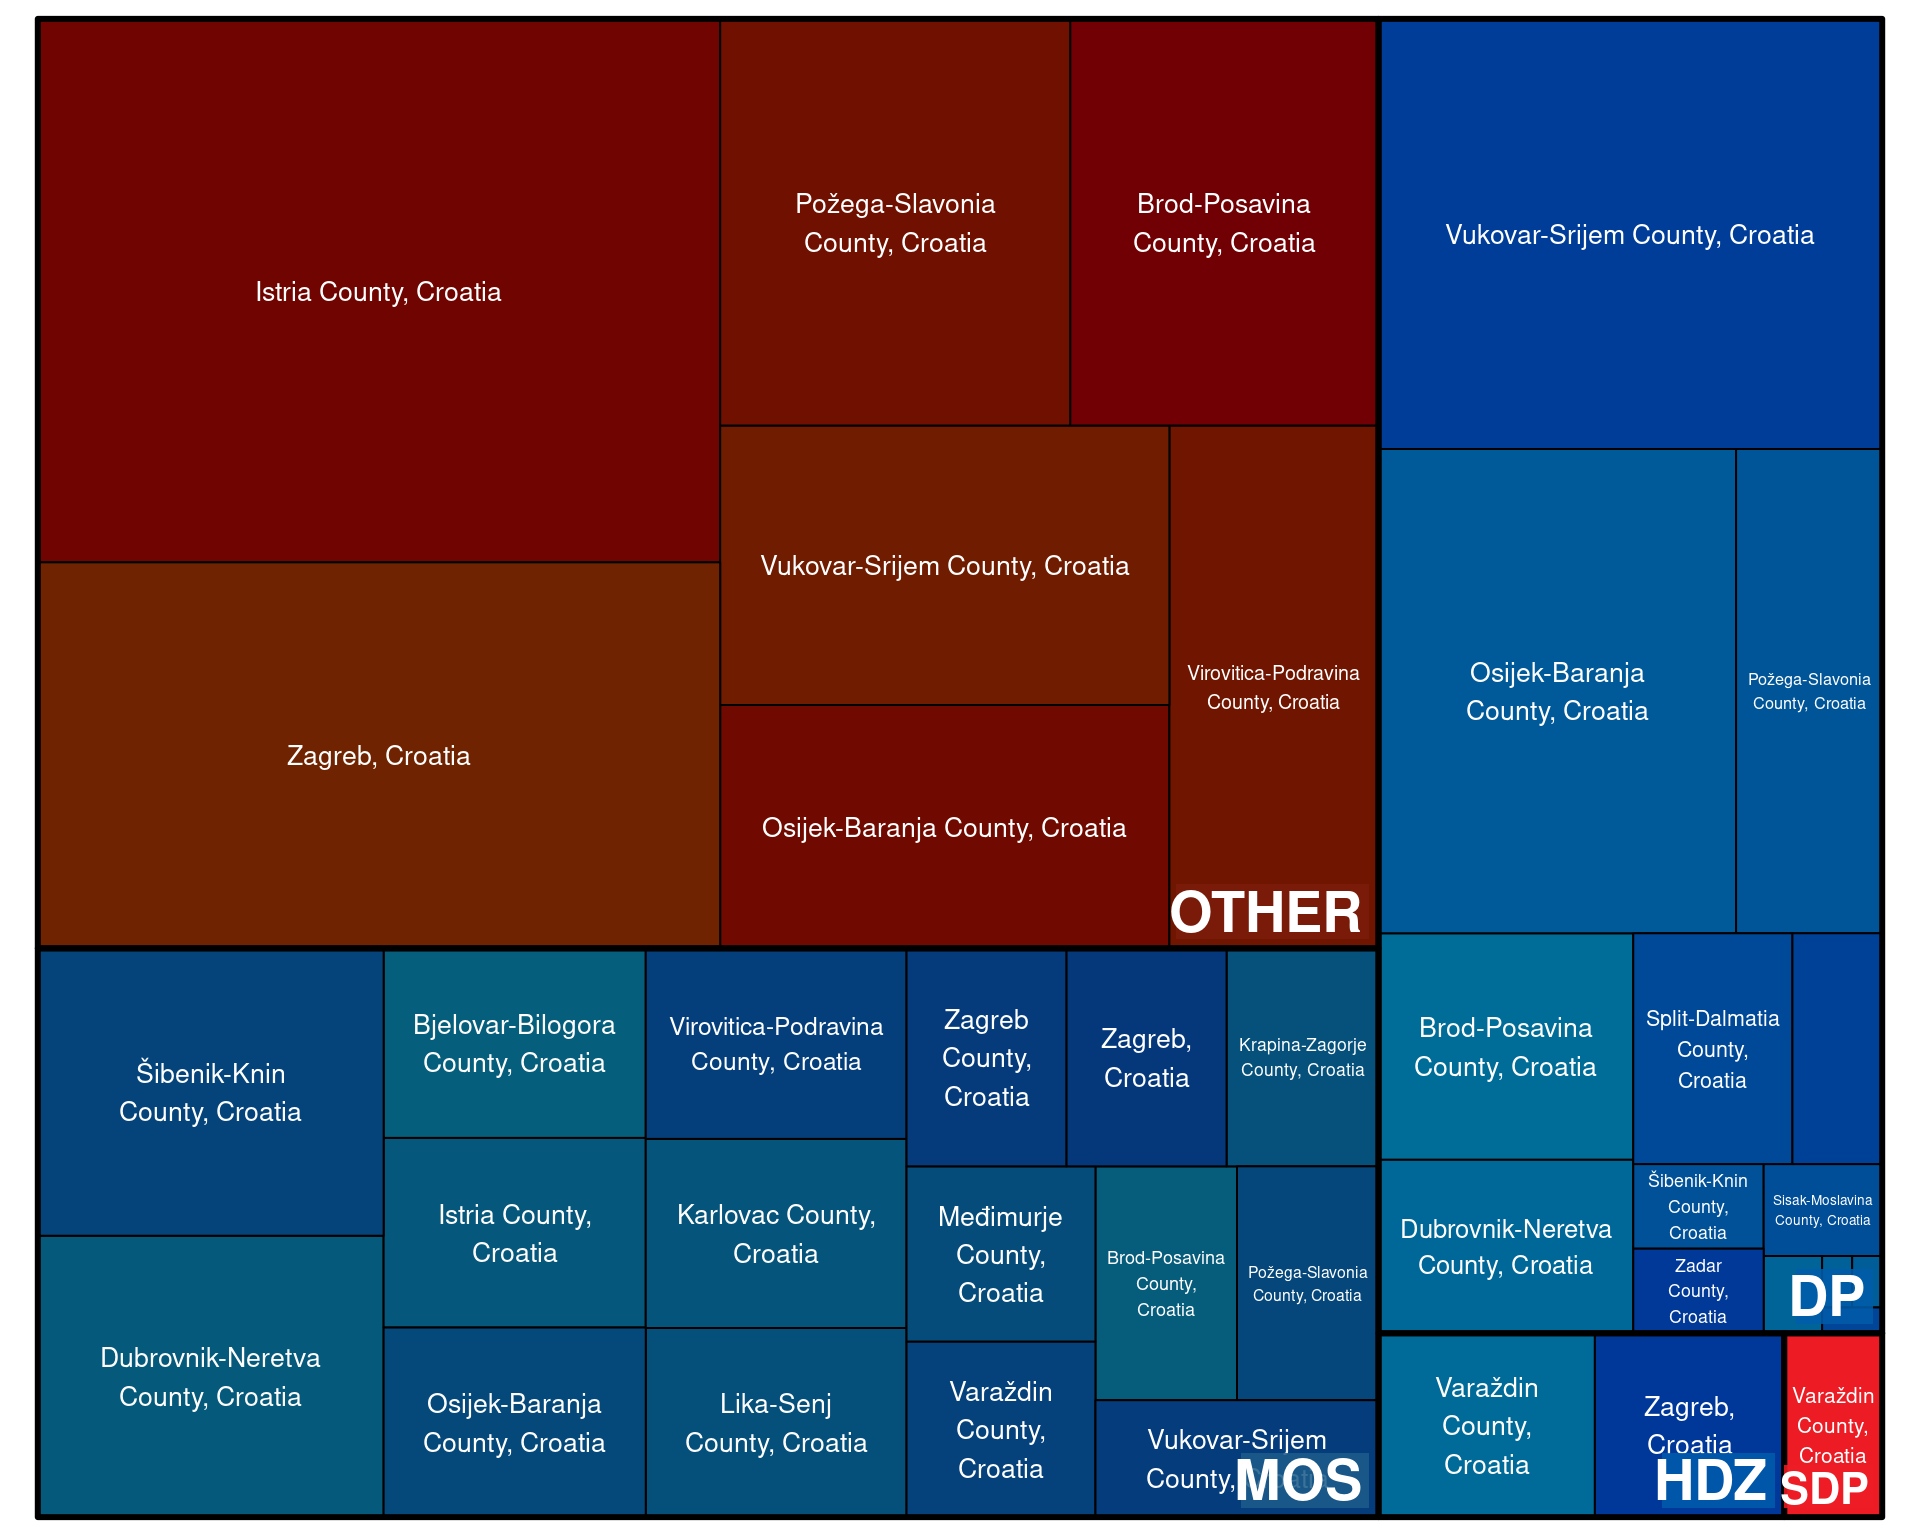 Istria County, Croatia
Zagreb, Croatia
Požega-Slavonia
County, Croatia
Brod-Posavina
County, Croatia
Vukovar-Srijem County, Croatia
Osijek-Baranja County, Croatia
Virovitica-Podravina
County, Croatia
OTHER
Šibenik-Knin
County, Croatia
Dubrovnik-Neretva
County, Croatia
Bjelovar-Bilogora
County, Croatia
Istria County,
Croatia
Osijek-Baranja
County, Croatia
Virovitica-Podravina
County, Croatia
Karlovac County,
Croatia
Lika-Senj
County, Croatia
Zagreb
County,
Croatia
Zagreb,
Croatia
Krapina-Zagorje
County, Croatia
Međimurje
County,
Croatia
Varaždin
County,
Croatia
Brod-Posavina
County,
Croatia
Požega-Slavonia
County, Croatia
Vukovar-Srijem
County, Croatia
MOS
Vukovar-Srijem County, Croatia
Osijek-Baranja
County, Croatia
Požega-Slavonia
County, Croatia
Brod-Posavina
County, Croatia
Dubrovnik-Neretva
County, Croatia
Split-Dalmatia
County,
Croatia
Šibenik-Knin
County,
Croatia
Zadar
County,
Croatia
Sisak-Moslavina
County, Croatia
DP
Varaždin
County,
Croatia
Zagreb,
Croatia
HDZ
Varaždin
County,
Croatia
SDP